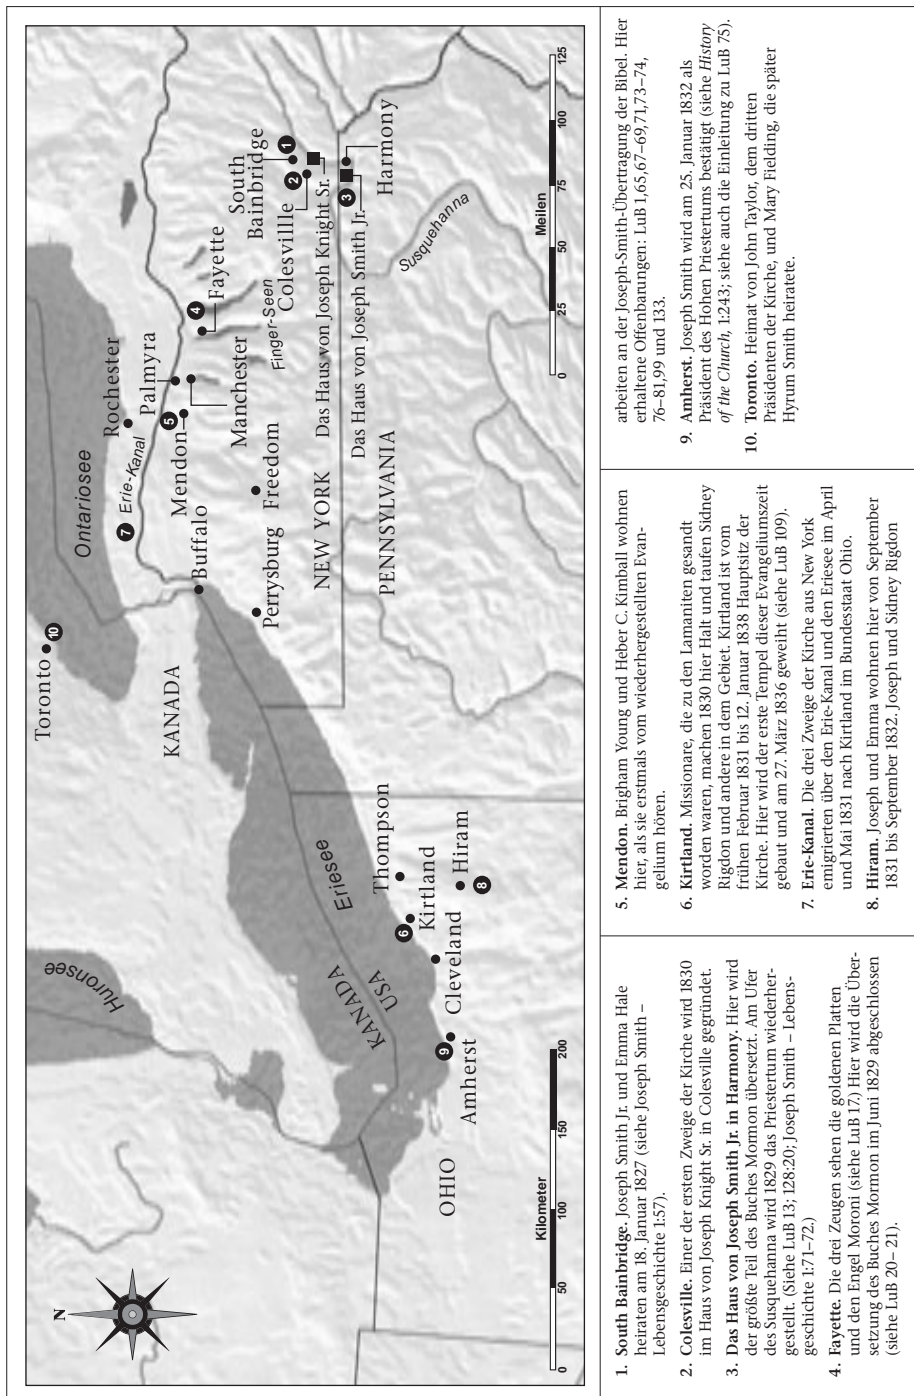 N
Huronsee
Toronto
10
Ontariosee
KANADA
7
Erie-Kanal
Rochester
Palmyra
5
Mendon
Manchester
4
Fayette
Finger-Seen
Buffalo
Perrysburg
Freedom
South
Bainbridge
1
2
Colesvillle
Das Haus von Joseph Knight Sr.
NEW YORK
3
Das Haus von Joseph Smith Jr.
Harmony
PENNSYLVANIA
Susquehanna
Eriesee
KANADA
USA
Thompson
6
Kirtland
Hiram
8
Cleveland
9
Amherst
OHIO
Kilometer
0 50 100 150 200
Meilen
0 25 50 75 100 125
1. South Bainbridge. Joseph Smith Jr. und Emma Hale
heiraten am 18. Januar 1827 (siehe Joseph Smith –
Lebensgeschichte 1:57).
2. Colesville. Einer der ersten Zweige der Kirche wird 1830
im Haus von Joseph Knight Sr. in Colesville gegründet.
3. Das Haus von Joseph Smith Jr. in Harmony. Hier wird
der größte Teil des Buches Mormon übersetzt. Am Ufer
des Susquehanna wird 1829 das Priestertum wiederher-
gestellt. (Siehe LuB 13; 128:20; Joseph Smith – Lebens-
geschichte 1:71–72.)
4. Fayette. Die drei Zeugen sehen die goldenen Platten
und den Engel Moroni (siehe LuB 17.) Hier wird die Über-
setzung des Buches Mormon im Juni 1829 abgeschlossen
(siehe LuB 20– 21).
5. Mendon. Brigham Young und Heber C. Kimball wohnen
hier, als sie erstmals vom wiederhergestellten Evan-
gelium hören.
6. Kirtland. Missionare, die zu den Lamaniten gesandt
worden waren, machen 1830 hier Halt und taufen Sidney
Rigdon und andere in dem Gebiet. Kirtland ist vom
frühen Februar 1831 bis 12. Januar 1838 Hauptsitz der
Kirche. Hier wird der erste Tempel dieser Evangeliumszeit
gebaut und am 27. März 1836 geweiht (siehe LuB 109).
7. Erie-Kanal. Die drei Zweige der Kirche aus New York
emigrierten über den Erie-Kanal und den Eriesee im April
und Mai 1831 nach Kirtland im Bundesstaat Ohio.
8. Hiram. Joseph und Emma wohnen hier von September
1831 bis September 1832. Joseph und Sidney Rigdon
arbeiten an der Joseph-Smith-Übertragung der Bibel. Hier
erhaltene Offenbarungen: LuB 1,65,67–69,71,73–74,
76–81,99 und 133.
9. Amherst. Joseph Smith wird am 25. Januar 1832 als
Präsident des Hohen Priestertums bestätigt (siehe History
of the Church, 1:243; siehe auch die Einleitung zu LuB 75).
10. Toronto. Heimat von John Taylor, dem dritten
Präsidenten der Kirche, und Mary Fielding, die später
Hyrum Smith heiratete.